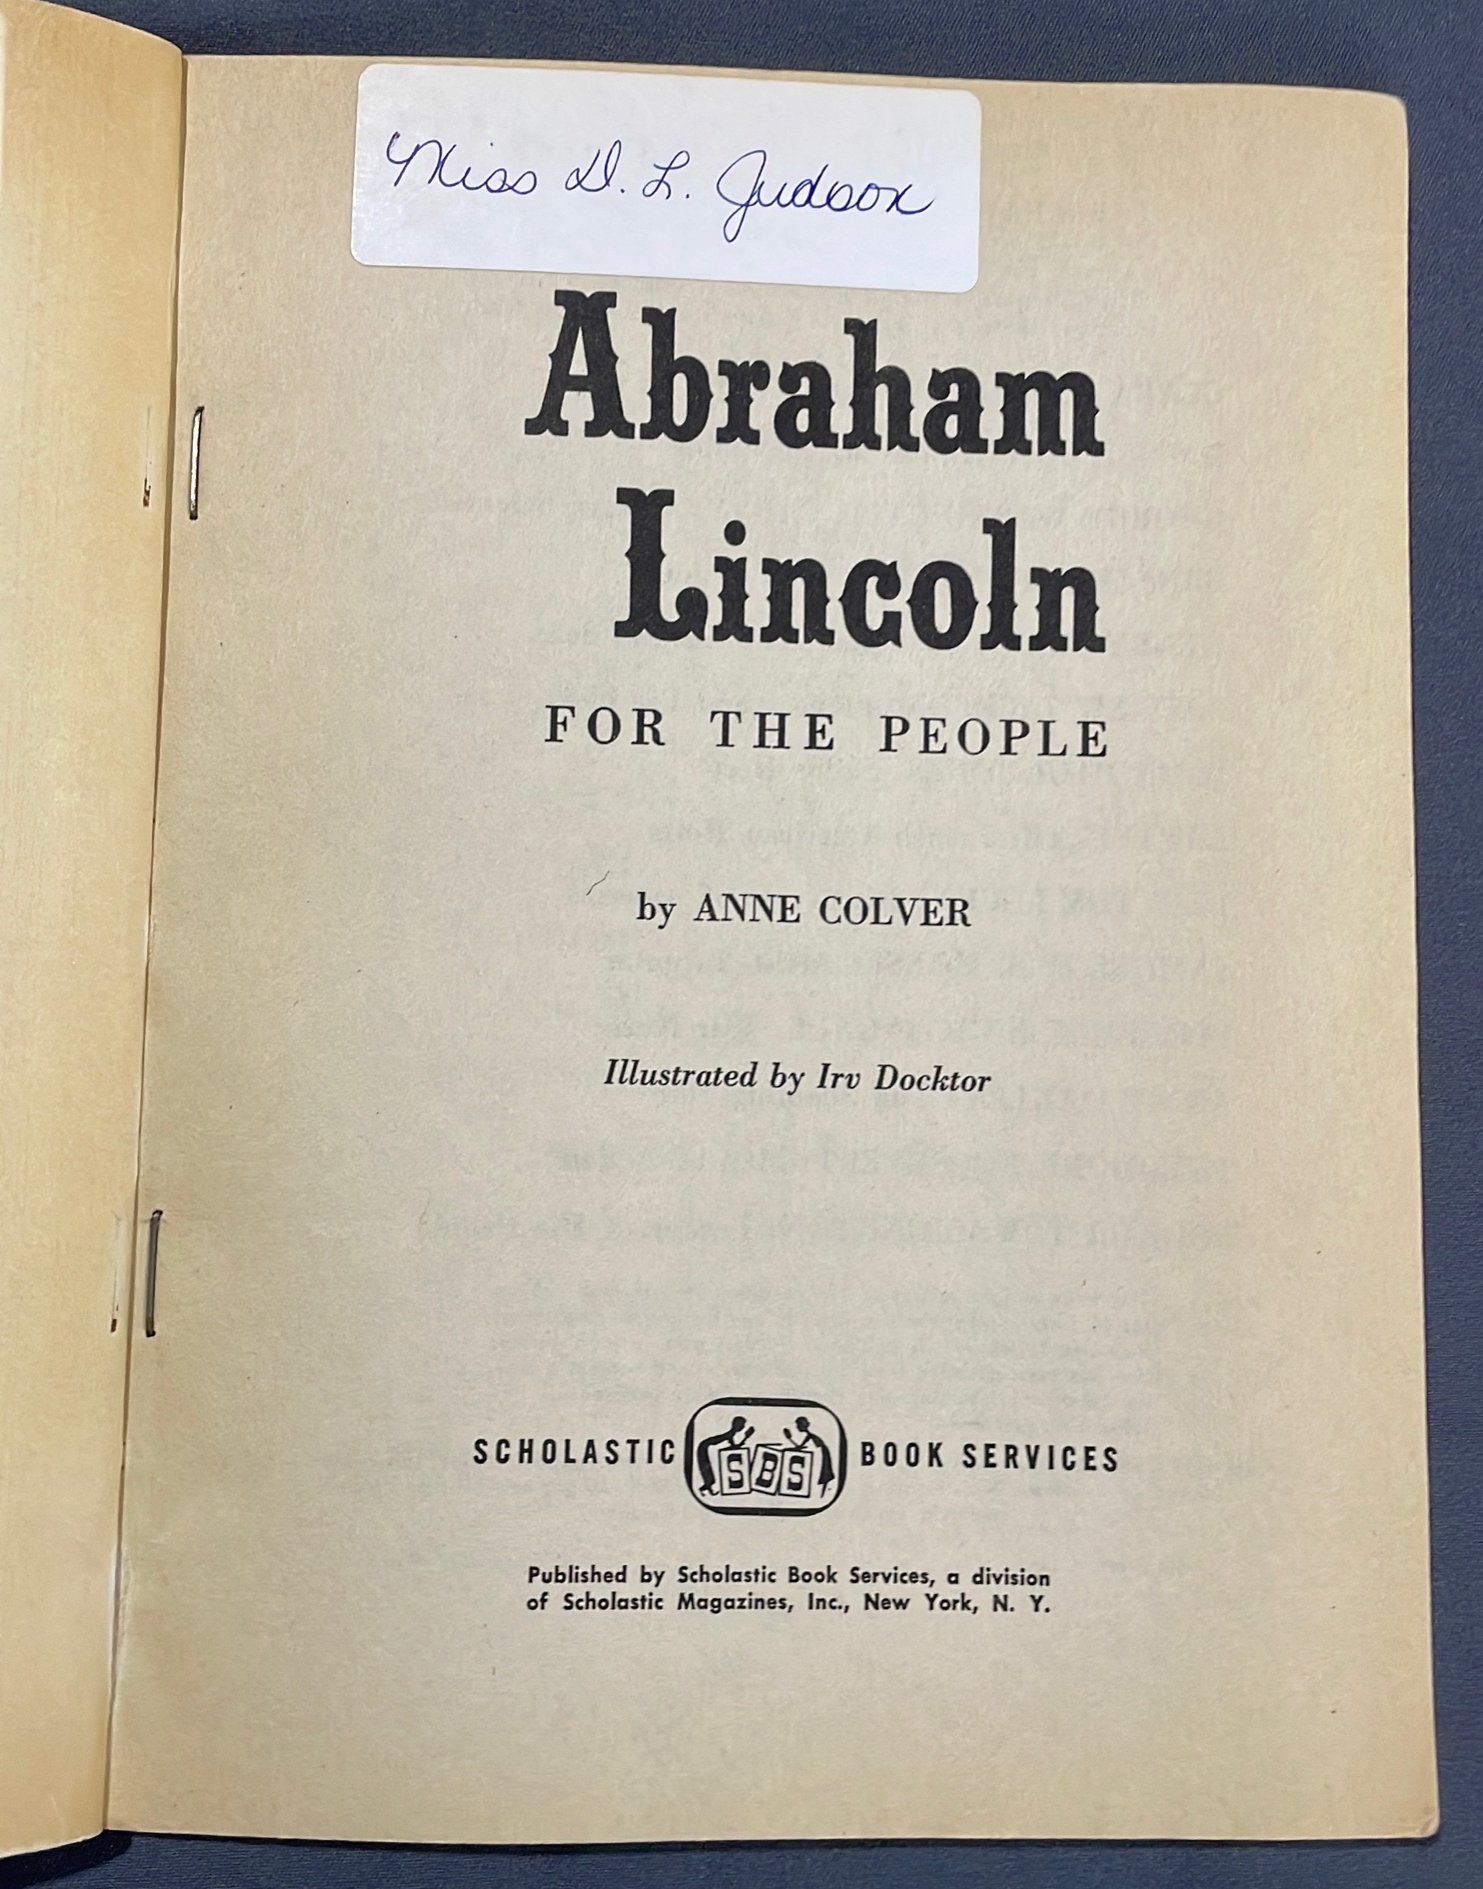 Miss D. L. Judson
Abraham
Lincoln
FOR THE PEOPLE
by ANNE COLVER
Illustrated by Irv Docktor
SCHOLASTIC SBS BOOK SERVICES
Published by Scholastic Book Services, a division
of Scholastic Magazines, Inc., New York, N. Y.